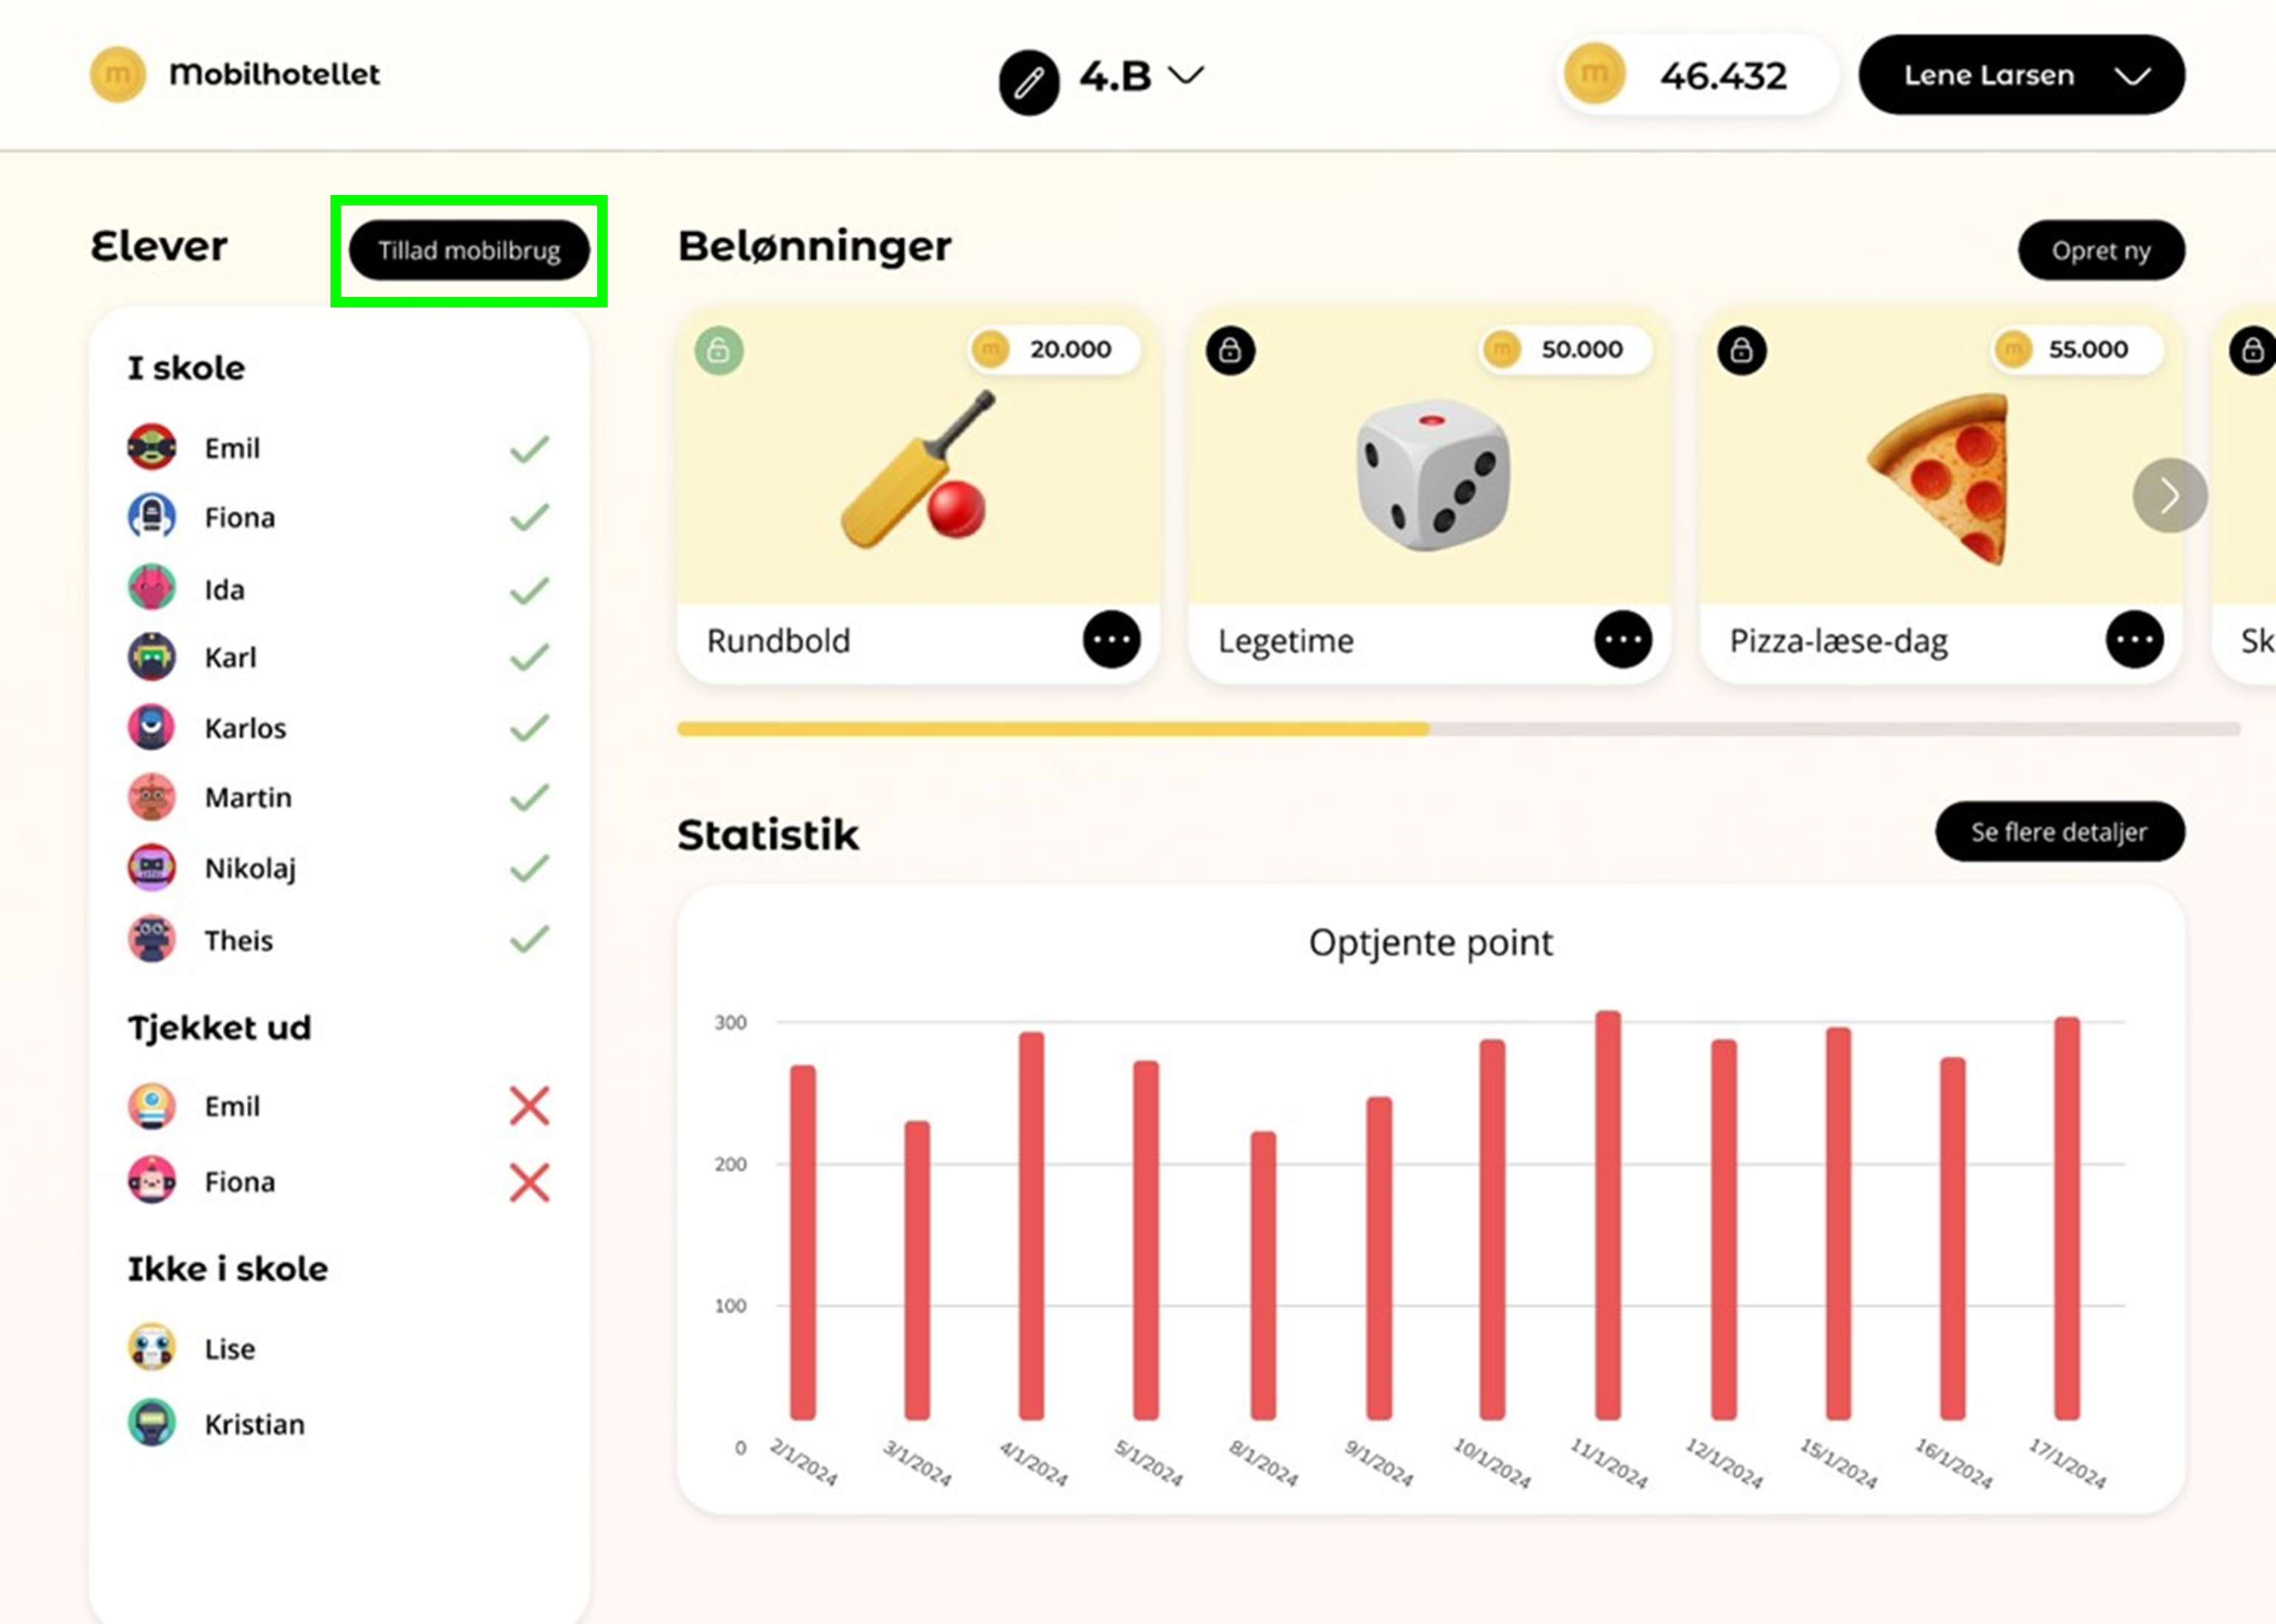 mobilhotellet
4.B
m 46.432
Lene Larsen
Elever
Tillad mobilbrug
I skole
Emil
Fiona
Ida
Karl
Karlos
Martin
Nikolaj
Theis
Tjekket ud
Emil
Fiona
Ikke i skole
Lise
Kristian
Belønninger
Opret ny
m 20.000
Rundbold
m 50.000
Legetime
m 55.000
Pizza-læse-dag
Sk
Statistik
Se flere detaljer
Optjente point
300
200
100
0
2/1/2024 3/1/2024 4/1/2024 5/1/2024 8/1/2024 9/1/2024 10/1/2024 11/1/2024 12/1/2024 15/1/2024 16/1/2024 17/1/2024